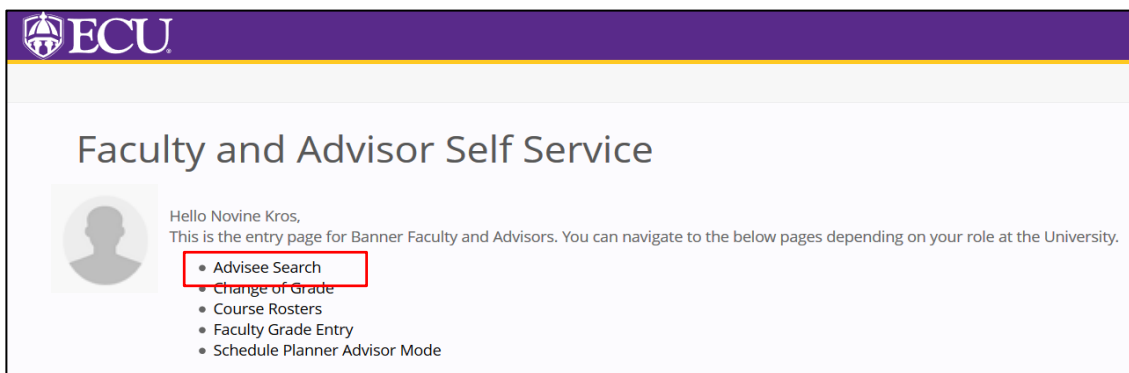 ECU
Faculty and Advisor Self Service
Hello Novine Kros,
This is the entry page for Banner Faculty and Advisors. You can navigate to the below pages depending on your role at the University.
Advisee Search
Change of Grade
Course Rosters
Faculty Grade Entry
Schedule Planner Advisor Mode